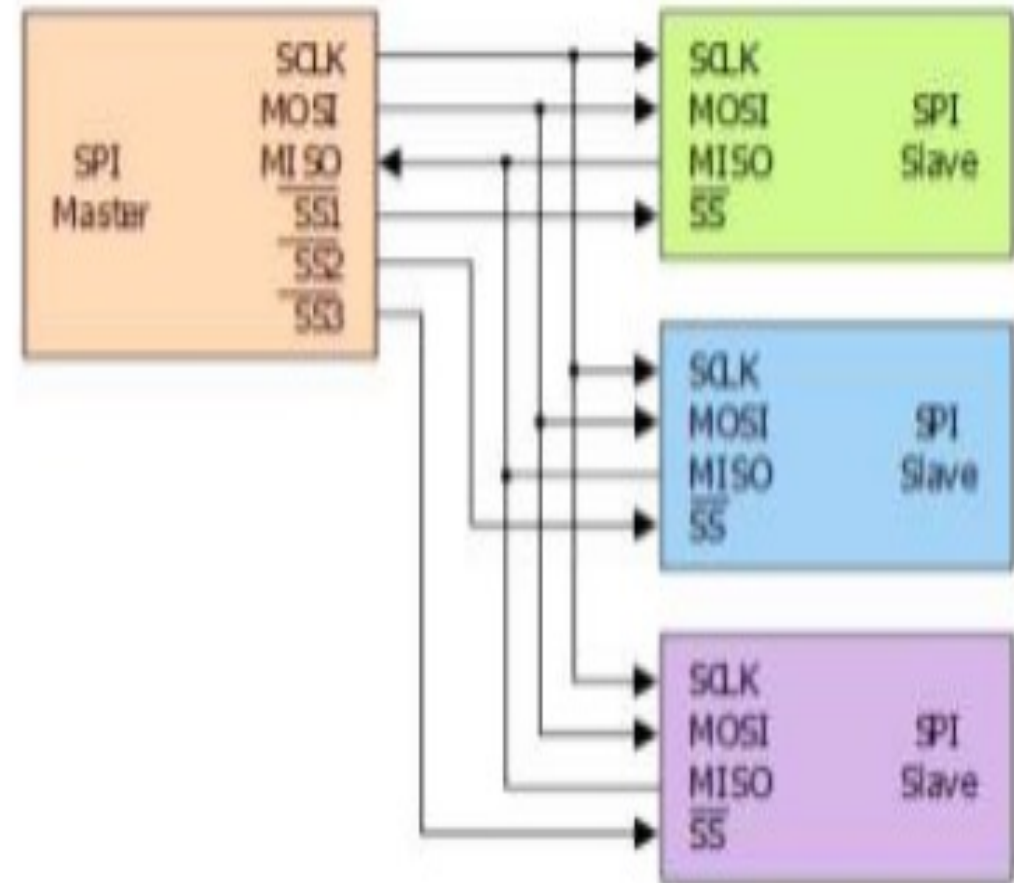 SPI
Master
SCLK
MOSI
MISO
SS1
SS2
SS3
SCLK
MOSI
MISO
SS
SPI
Slave
SCLK
MOSI
MISO
SS
SPI
Slave
SCLK
MOSI
MISO
SS
SPI
Slave